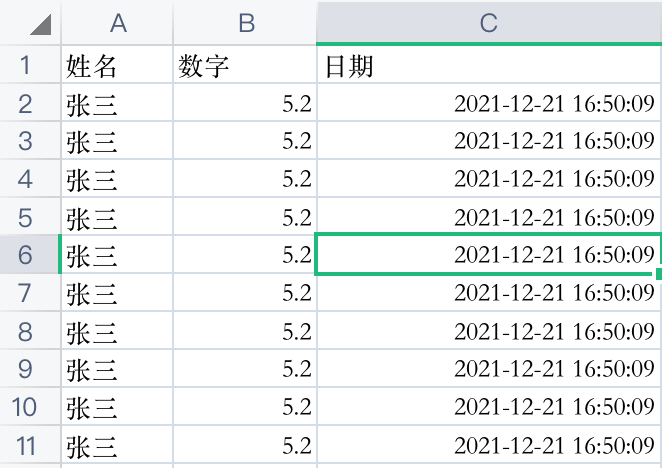 A B C
1 姓名 数字 日期
2 张三 5.2 2021-12-21 16:50:09
3 张三 5.2 2021-12-21 16:50:09
4 张三 5.2 2021-12-21 16:50:09
5 张三 5.2 2021-12-21 16:50:09
6 张三 5.2 2021-12-21 16:50:09
7 张三 5.2 2021-12-21 16:50:09
8 张三 5.2 2021-12-21 16:50:09
9 张三 5.2 2021-12-21 16:50:09
10 张三 5.2 2021-12-21 16:50:09
11 张三 5.2 2021-12-21 16:50:09